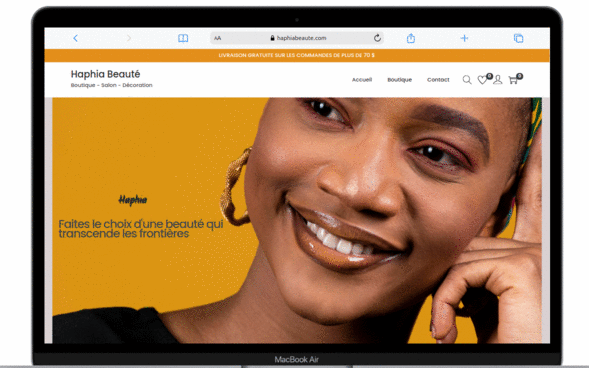 AA
haphiabeaute.com
LIVRAISON GRATUITE SUR LES COMMANDES DE PLUS DE 70 $
Haphia Beauté
Boutique - Salon - Décoration
Accueil
Boutique
Contact
0
0
Haphia
Faites le choix d'une beauté qui
transcende les frontières
MacBook Air